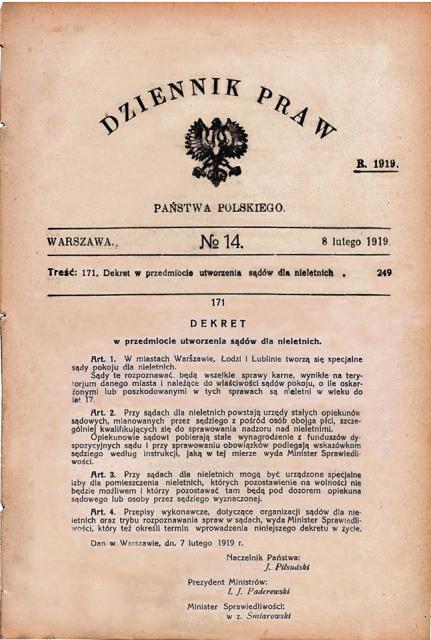 DZIENNIK PRAW
R. 1919.
PAŃSTWA POLSKIEGO.
WARSZAWA., № 14. 8 lutego 1919
Treść: 171. Dekret w przedmiocie utworzenia sądów dla nieletnich . 249
171
DEKRET
w przedmiocie utworzenia sądów dla nieletnich.
Art. 1. W miastach Warszawie, Łodzi i Lublinie tworzą się specjalne
sądy pokoju dla nieletnich.
Sądy te rozpoznawać będą wszelkie sprawy karne, wynikłe na tery-
torjum danego miasta i należące do właściwości sądów pokoju, o ile oskar-
żonymi lub poszkodowanymi w tych sprawach są nieletni w wieku do
lat 17.
Art. 2. Przy sądach dla nieletnich powstają urzędy stałych opiekunów
sądowych, mianowanych przez sędziego z pośród osób obojga płci, szcze-
gólniej kwalifikujących się do sprawowania nadzoru nad nieletnimi.
Opiekunowie sądowi pobierają stałe wynagrodzenie z funduszów dy-
spozycyjnych sądu i przy sprawowaniu obowiązków podlegają wskazówkom
sędziego według instrukcji, jaką w tej mierze wyda Minister Sprawiedli-
wości.
Art. 3. Przy sądach dla nieletnich mogą być urządzone specjalne
izby dla pomieszczenia nieletnich, których pozostawienie na wolności nie
będzie możliwem i którzy pozostawać tam będą pod dozorem opiekuna
sądowego lub osoby przez sędziego wyznaczonej.
Art. 4. Przepisy wykonawcze, dotyczące organizacji sądów dla nie-
letnich oraz trybu rozpoznawania spraw w sądach, wyda Minister Sprawiedli-
wości, który też określi termin wprowadzenia niniejszego dekretu w życie.
Dan w Warszawie, dn. 7 lutego 1919 r.
Naczelnik Państwa:
J. Piłsudski
Prezydent Ministrów:
I. J. Paderewski
Minister Sprawiedliwości:
w z. Śmiarowski